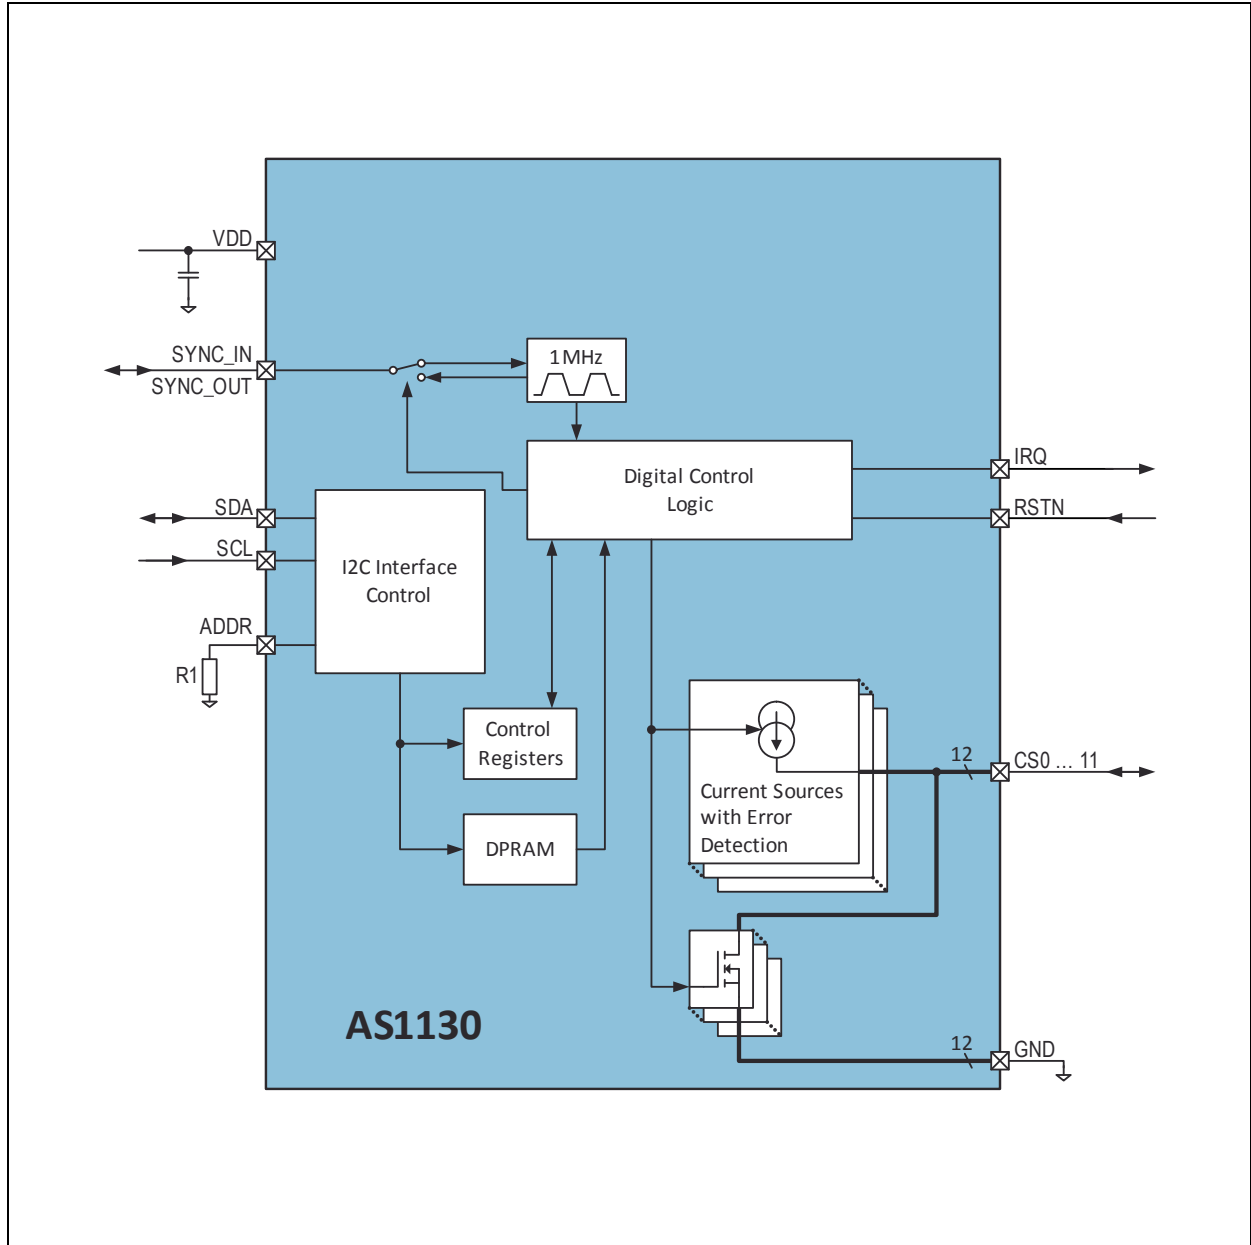 VDD
SYNC_IN
SYNC_OUT
1MHz
Digital Control
Logic
IRQ
RSTN
SDA
SCL
I2C Interface
Control
ADDR
R1
Control
Registers
DPRAM
Current Sources
with Error
Detection
12
CS0 ... 11
AS1130
12
GND